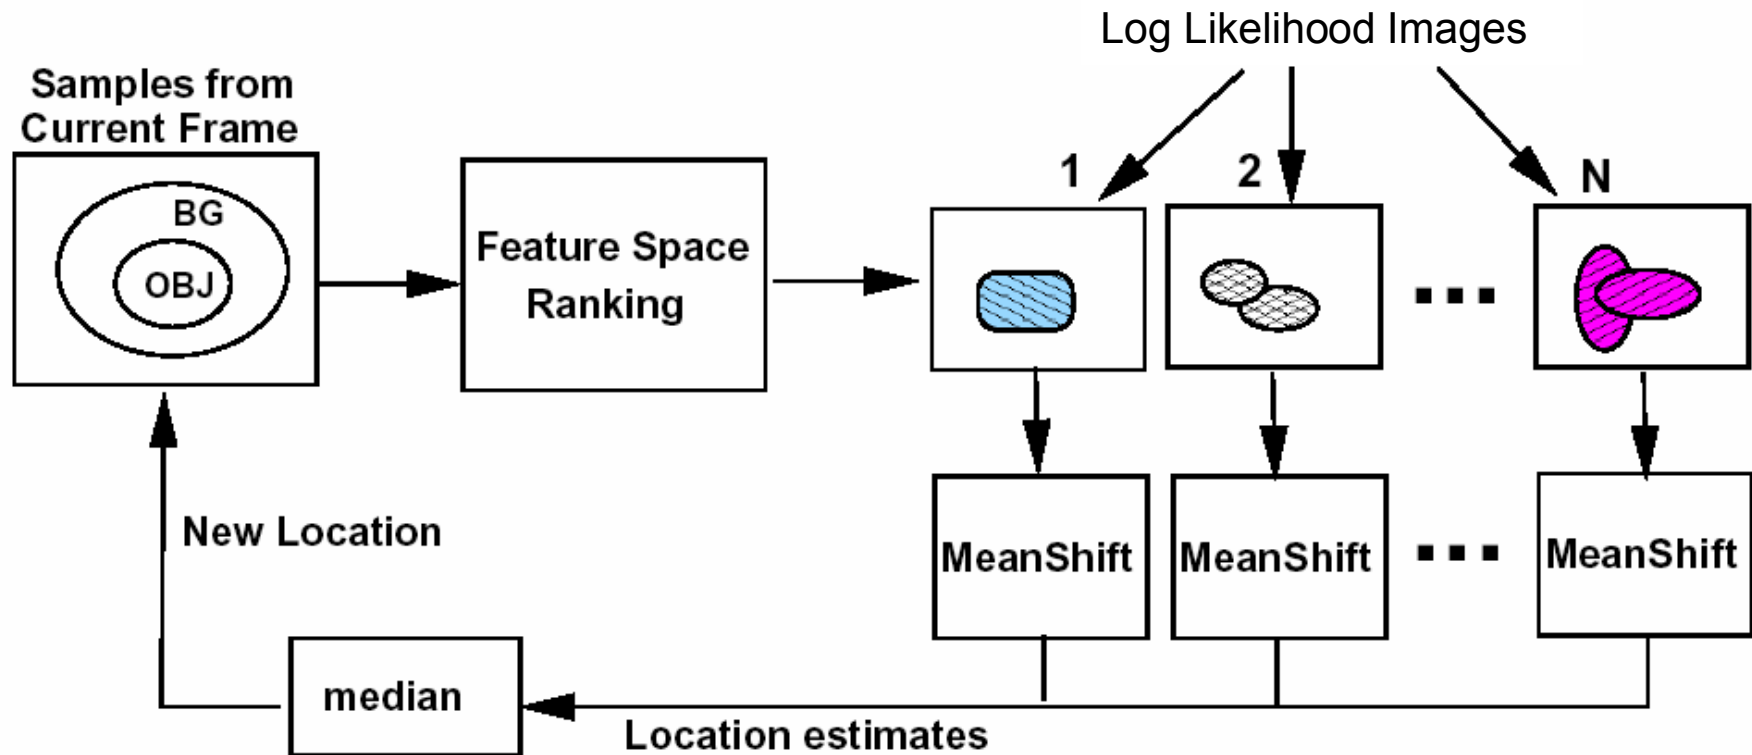 Log Likelihood Images
Samples from
Current Frame
1
2
N
BG
OBJ
Feature Space
Ranking
New Location
MeanShift
MeanShift
MeanShift
median
Location estimates